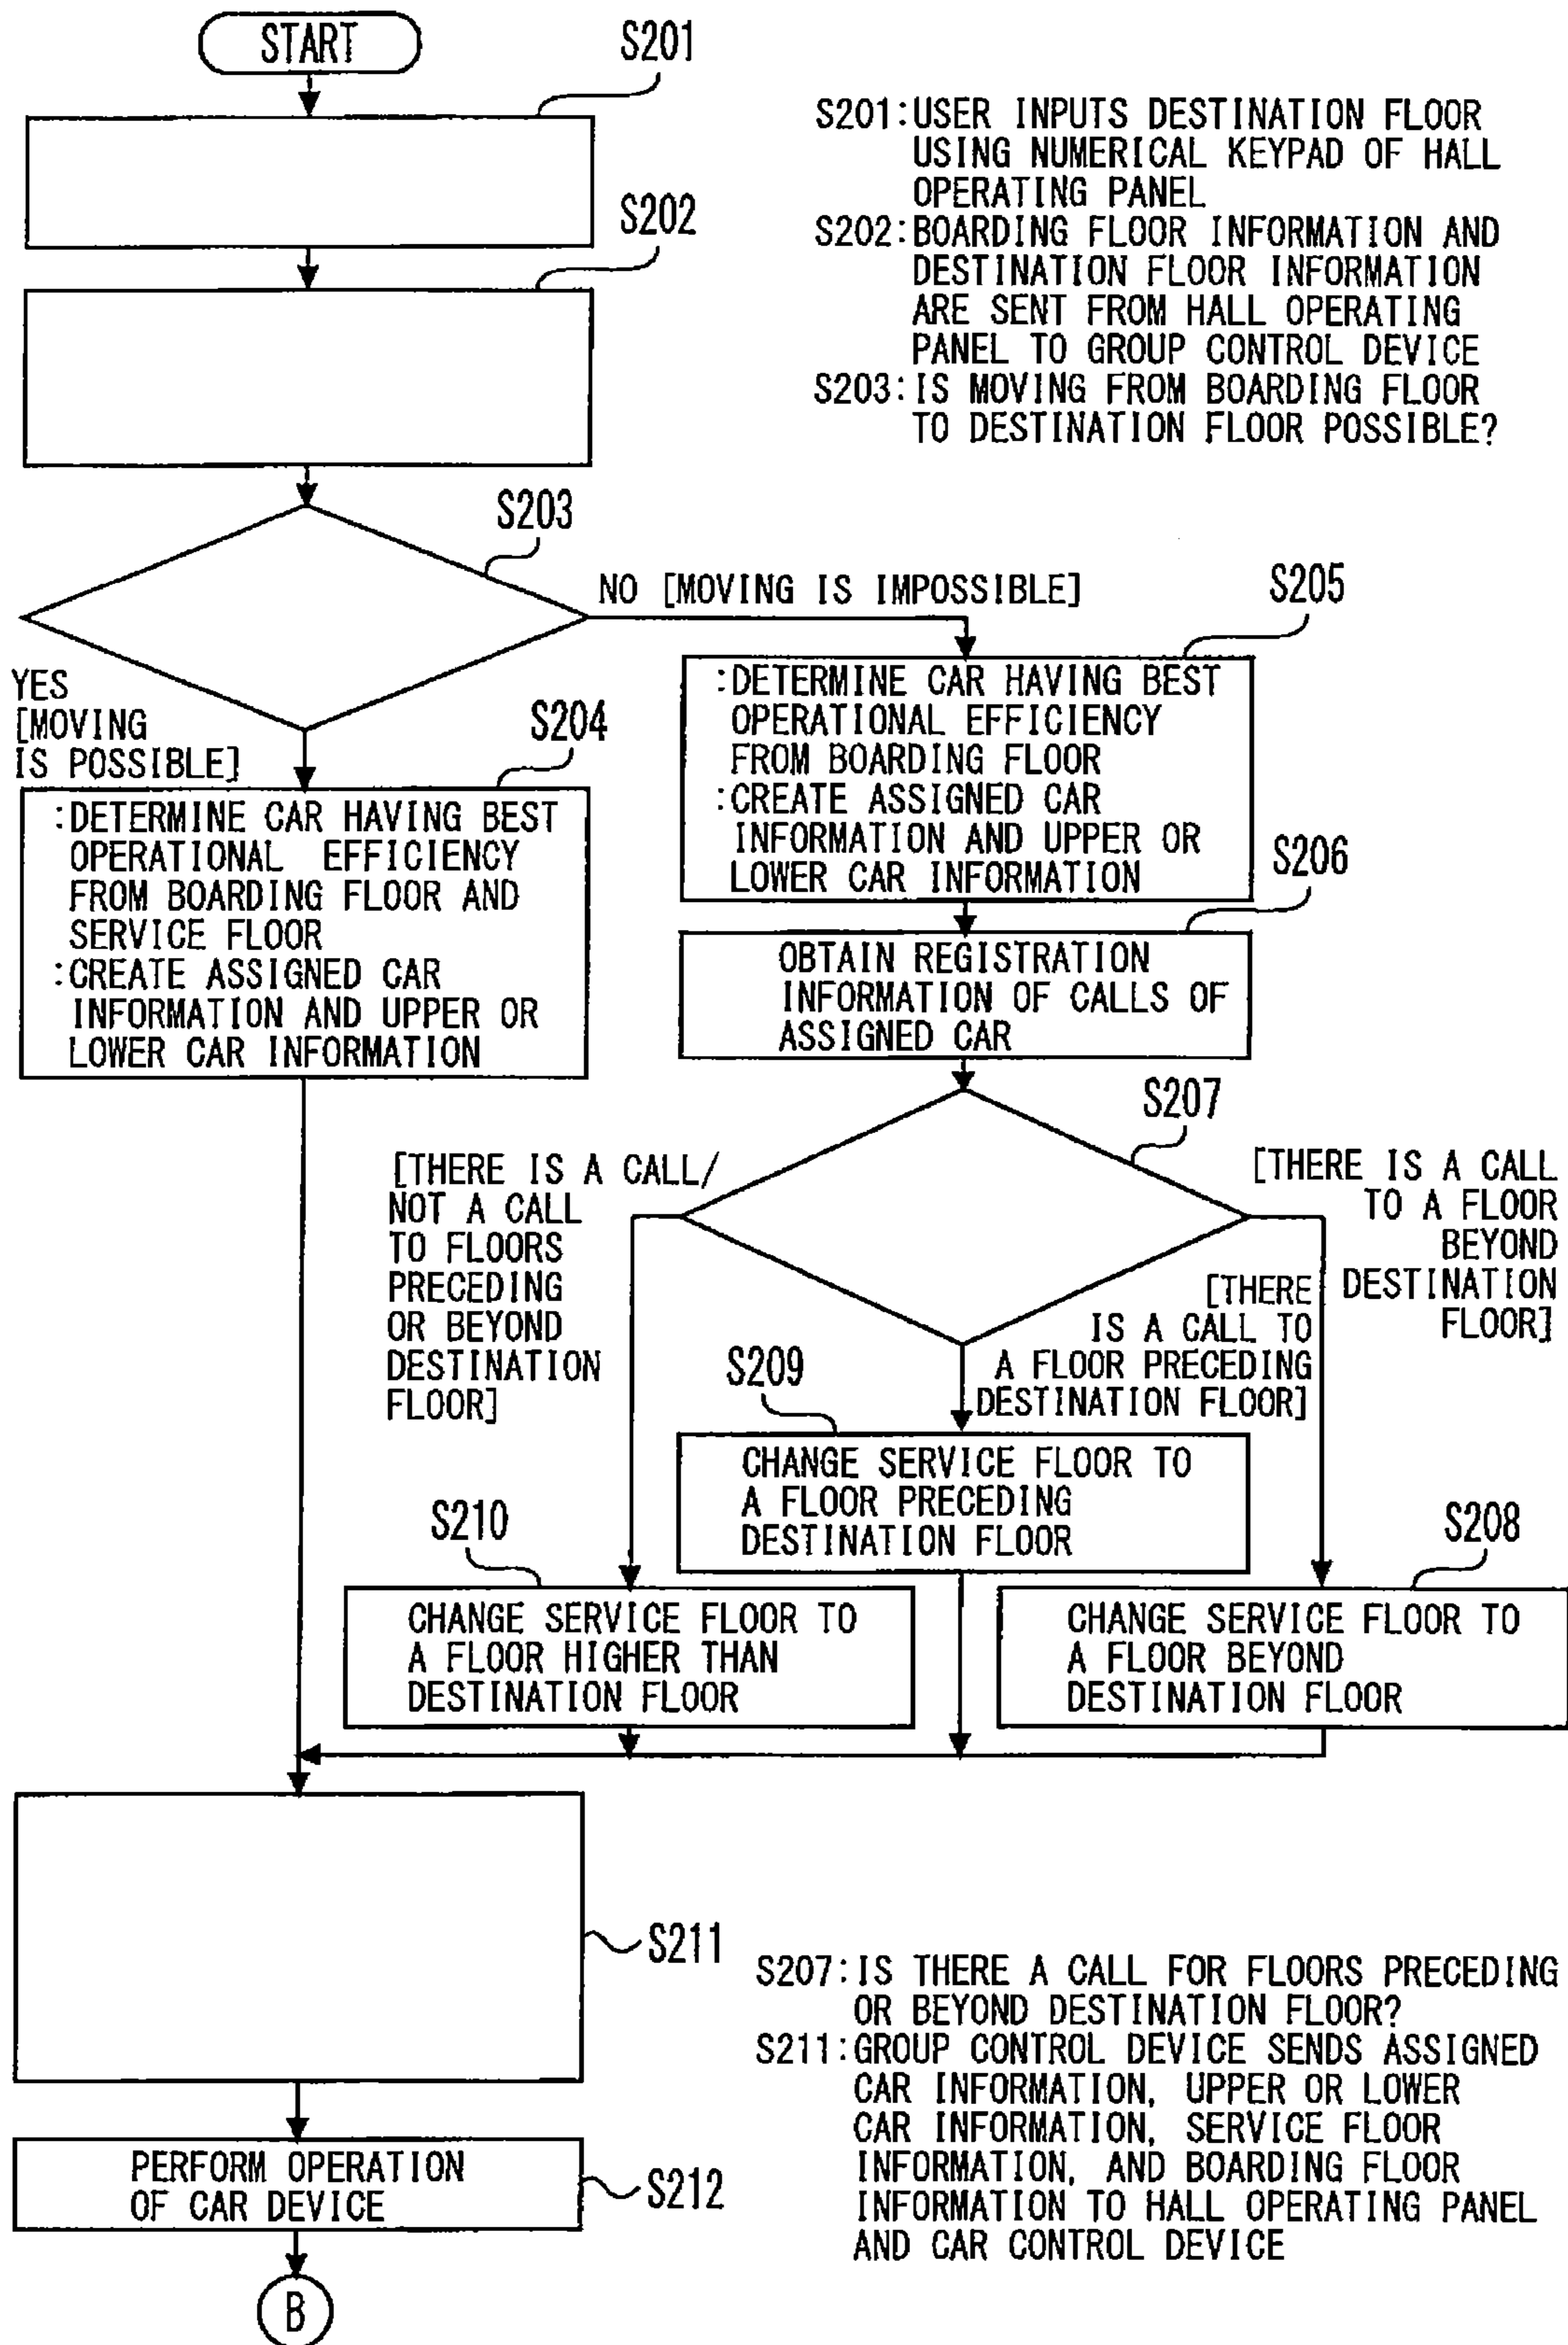 START
S201
S201:USER INPUTS DESTINATION FLOOR
USING NUMERICAL KEYPAD OF HALL
OPERATING PANEL
S202
S202:BOARDING FLOOR INFORMATION AND
DESTINATION FLOOR INFORMATION
ARE SENT FROM HALL OPERATING
PANEL TO GROUP CONTROL DEVICE
S203:IS MOVING FROM BOARDING FLOOR
TO DESTINATION FLOOR POSSIBLE?
S203
NO [MOVING IS IMPOSSIBLE]
YES
[MOVING
IS POSSIBLE]
S204
:DETERMINE CAR HAVING BEST
OPERATIONAL EFFICIENCY
FROM BOARDING FLOOR AND
SERVICE FLOOR
:CREATE ASSIGNED CAR
INFORMATION AND UPPER OR
LOWER CAR INFORMATION
S205
:DETERMINE CAR HAVING BEST
OPERATIONAL EFFICIENCY
FROM BOARDING FLOOR
:CREATE ASSIGNED CAR
INFORMATION AND UPPER OR
LOWER CAR INFORMATION
S206
OBTAIN REGISTRATION
INFORMATION OF CALLS OF
ASSIGNED CAR
S207
[THERE IS A CALL/
NOT A CALL
TO FLOORS
PRECEDING
OR BEYOND
DESTINATION
FLOOR]
[THERE
IS A CALL TO
A FLOOR PRECEDING
DESTINATION FLOOR]
[THERE IS A CALL
TO A FLOOR
BEYOND
DESTINATION
FLOOR]
S209
CHANGE SERVICE FLOOR TO
A FLOOR PRECEDING
DESTINATION FLOOR
S210
CHANGE SERVICE FLOOR TO
A FLOOR HIGHER THAN
DESTINATION FLOOR
S208
CHANGE SERVICE FLOOR TO
A FLOOR BEYOND
DESTINATION FLOOR
S211
S207:IS THERE A CALL FOR FLOORS PRECEDING
OR BEYOND DESTINATION FLOOR?
S211:GROUP CONTROL DEVICE SENDS ASSIGNED
CAR INFORMATION, UPPER OR LOWER
CAR INFORMATION, SERVICE FLOOR
INFORMATION, AND BOARDING FLOOR
INFORMATION TO HALL OPERATING PANEL
AND CAR CONTROL DEVICE
PERFORM OPERATION
OF CAR DEVICE
S212
B